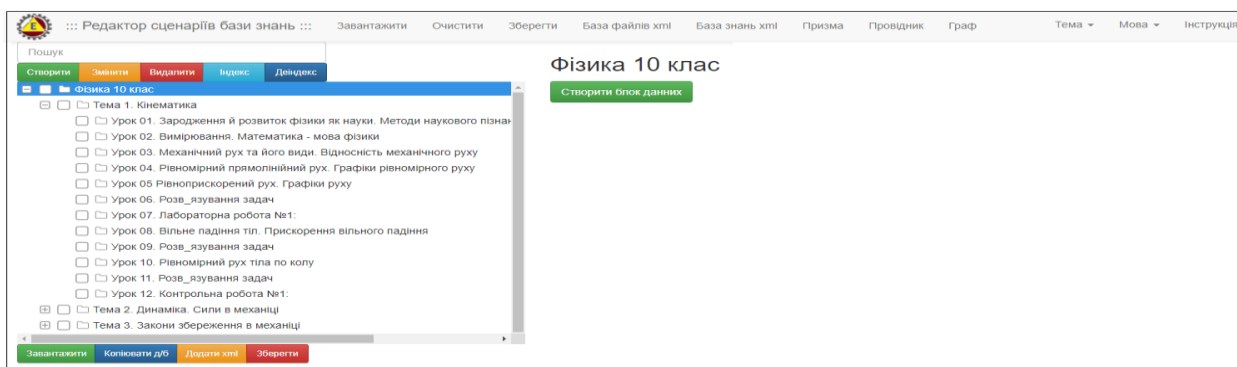 ::: Редактор сценаріїв бази знань ::: Завантажити Очистити Зберегти База файлів xml База знань xml Призма Провідник Граф Тема Мова Інструкція
Пошук
Створити Змінити Видалити Індекс Деіндекс
Фізика 10 клас
Створити блок данних
Фізика 10 клас
Тема 1. Кінематика
Урок 01. Зародження й розвиток фізики як науки. Методи наукового пізнан
Урок 02. Вимірювання. Математика - мова фізики
Урок 03. Механічний рух та його види. Відносність механічного руху
Урок 04. Рівномірний прямолінійний рух. Графіки рівномірного руху
Урок 05 Рівноприскорений рух. Графіки руху
Урок 06. Розв_язування задач
Урок 07. Лабораторна робота №1:
Урок 08. Вільне падіння тіл. Прискорення вільного падіння
Урок 09. Розв_язування задач
Урок 10. Рівномірний рух тіла по колу
Урок 11. Розв_язування задач
Урок 12. Контрольна робота №1:
Тема 2. Динаміка. Сили в механіці
Тема 3. Закони збереження в механіці
Завантажити Копіювати д/б Додати xml Зберегти